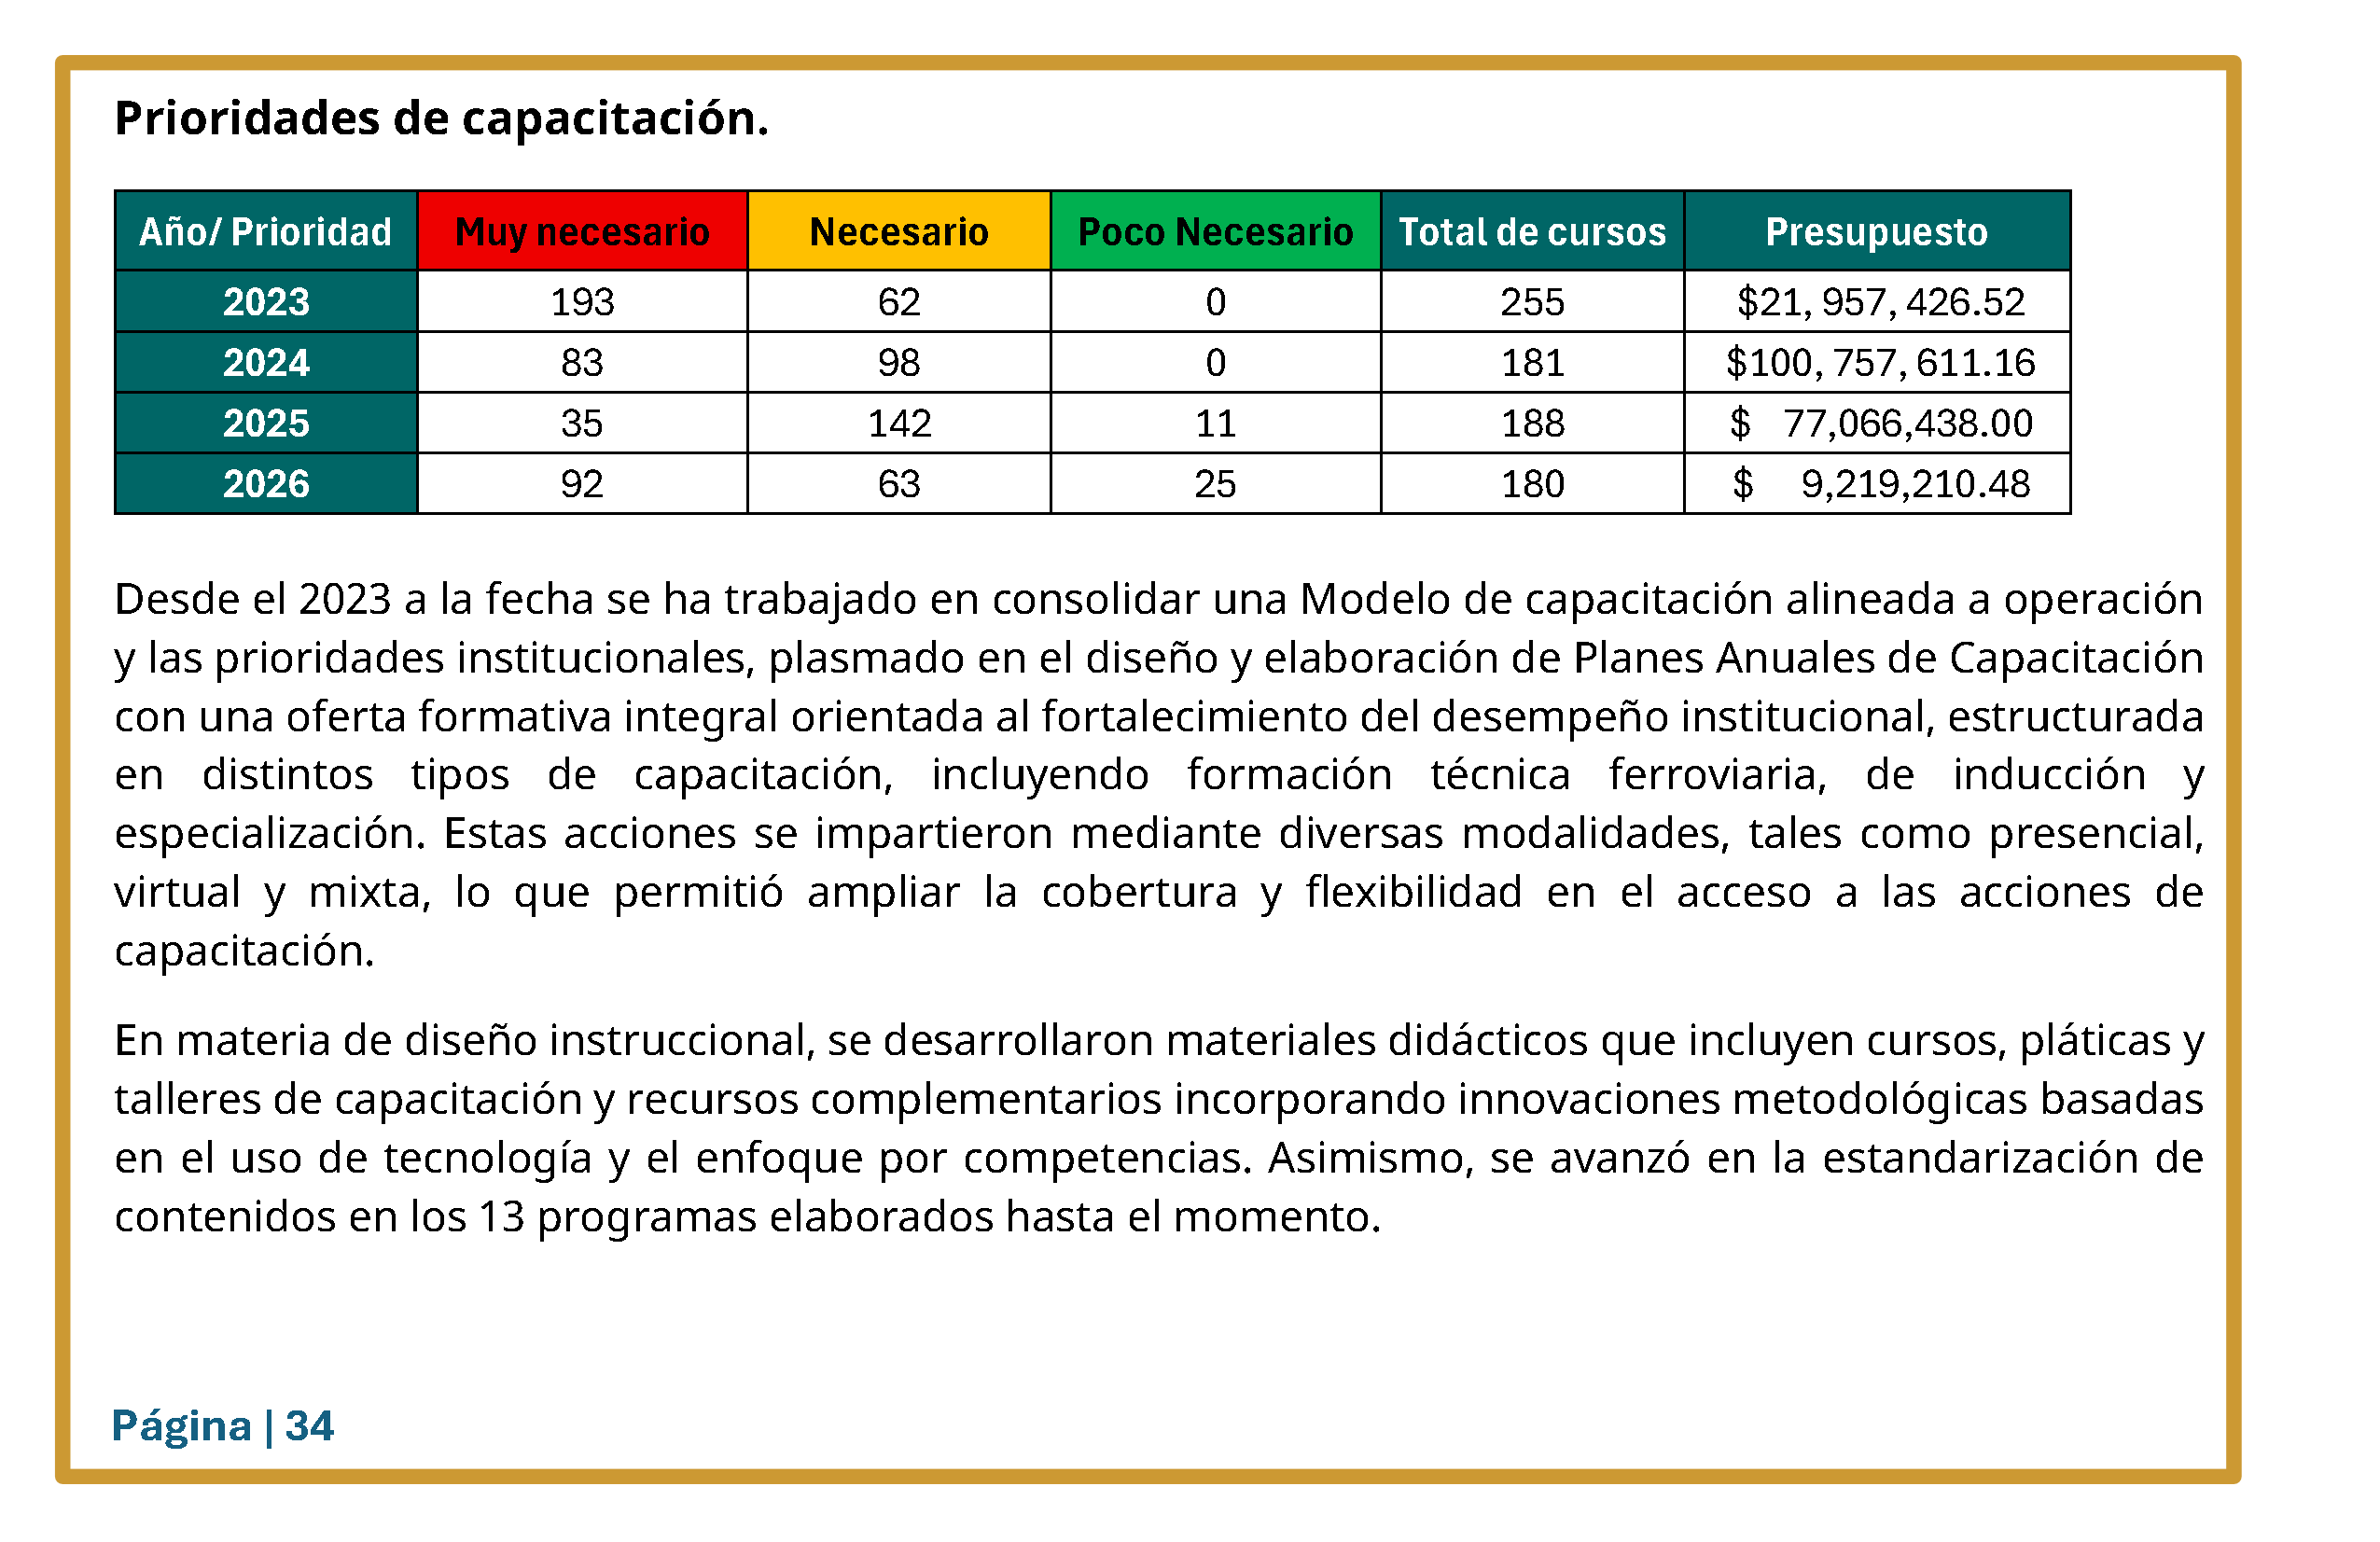 Prioridades de capacitación.
Año/ Prioridad Muy necesario Necesario Poco Necesario Total de cursos Presupuesto
2023 193 62 0 255 $21, 957, 426.52
2024 83 98 0 181 $100, 757, 611.16
2025 35 142 11 188 $ 77,066,438.00
2026 92 63 25 180 $ 9,219,210.48
Desde el 2023 a la fecha se ha trabajado en consolidar una Modelo de capacitación alineada a operación
y las prioridades institucionales, plasmado en el diseño y elaboración de Planes Anuales de Capacitación
con una oferta formativa integral orientada al fortalecimiento del desempeño institucional, estructurada
en distintos tipos de capacitación, incluyendo formación técnica ferroviaria, de inducción y
especialización. Estas acciones se impartieron mediante diversas modalidades, tales como presencial,
virtual y mixta, lo que permitió ampliar la cobertura y flexibilidad en el acceso a las acciones de
capacitación.
En materia de diseño instruccional, se desarrollaron materiales didácticos que incluyen cursos, pláticas y
talleres de capacitación y recursos complementarios incorporando innovaciones metodológicas basadas
en el uso de tecnología y el enfoque por competencias. Asimismo, se avanzó en la estandarización de
contenidos en los 13 programas elaborados hasta el momento.
Página | 34